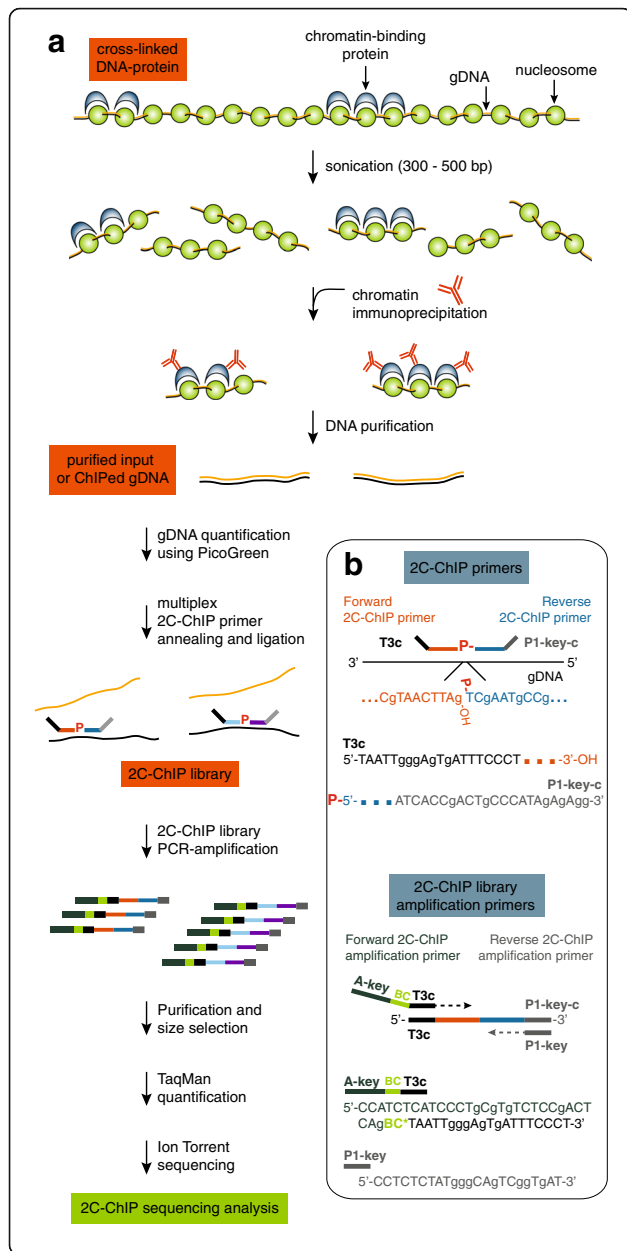 a
cross-linked
DNA-protein
chromatin-binding
protein
gDNA
nucleosome
sonication (300 - 500 bp)
chromatin
immunoprecipitation
DNA purification
purified input
or ChIPed gDNA
gDNA quantification
using PicoGreen
multiplex
2C-ChIP primer
annealing and ligation
P
P
2C-ChIP library
2C-ChIP library
PCR-amplification
Purification and
size selection
TaqMan
quantification
Ion Torrent
sequencing
2C-ChIP sequencing analysis
b
2C-ChIP primers
Forward
2C-ChIP primer
Reverse
2C-ChIP primer
T3c
P-
P1-key-c
3'
5'
gDNA
P-
-OH
...CgTAACTTAg
TCgAATgCCg...
T3c
5'-TAATTgggAgTgATTTCCCT...-3'-OH
P1-key-c
P-5'-...ATCACCgACTgCCCATAgAgAgg-3'
2C-ChIP library
amplification primers
Forward 2C-ChIP
amplification primer
Reverse 2C-ChIP
amplification primer
A-key
BC
T3c
P1-key-c
5'-
-3'
T3c
P1-key
A-key BC T3c
5'-CCATCTCATCCCTgCgTgTCTCCgACT
CAgBC*TAATTgggAgTgATTTCCCT-3'
P1-key
5'-CCTCTCTATgggCAgTCggTgAT-3'